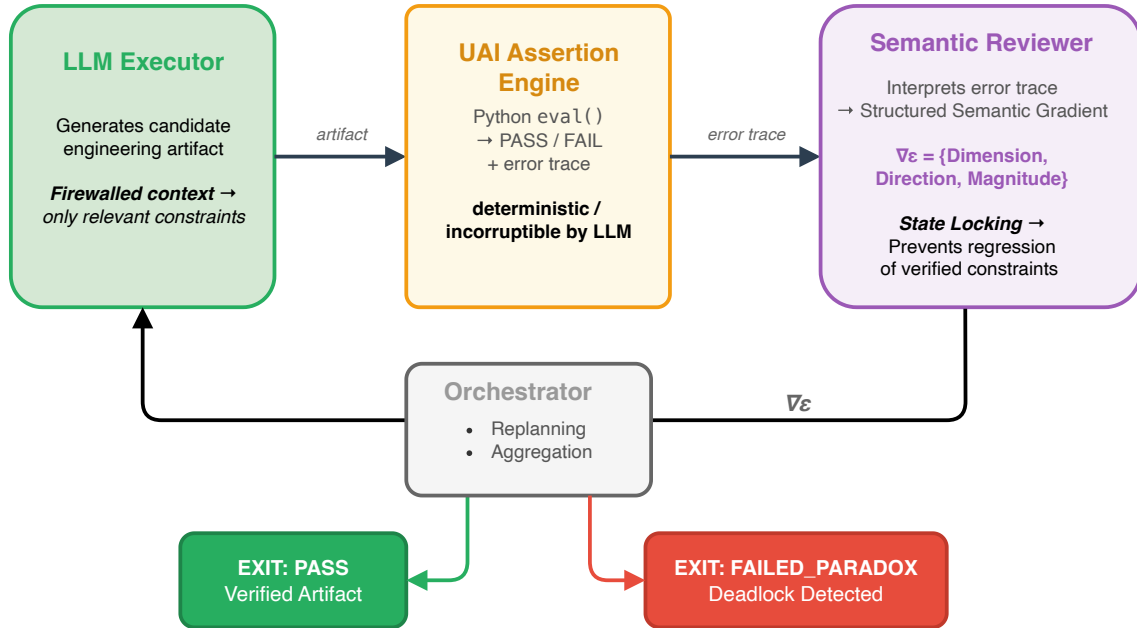 LLM Executor
Generates candidate
engineering artifact
Firewalled context →
only relevant constraints
artifact
UAI Assertion
Engine
Python eval()
→ PASS / FAIL
+ error trace
deterministic /
incorruptible by LLM
error trace
Semantic Reviewer
Interprets error trace
→ Structured Semantic Gradient
∇ε = {Dimension,
Direction, Magnitude}
State Locking →
Prevents regression
of verified constraints
Orchestrator
• Replanning
• Aggregation
∇ε
EXIT: PASS
Verified Artifact
EXIT: FAILED_PARADOX
Deadlock Detected